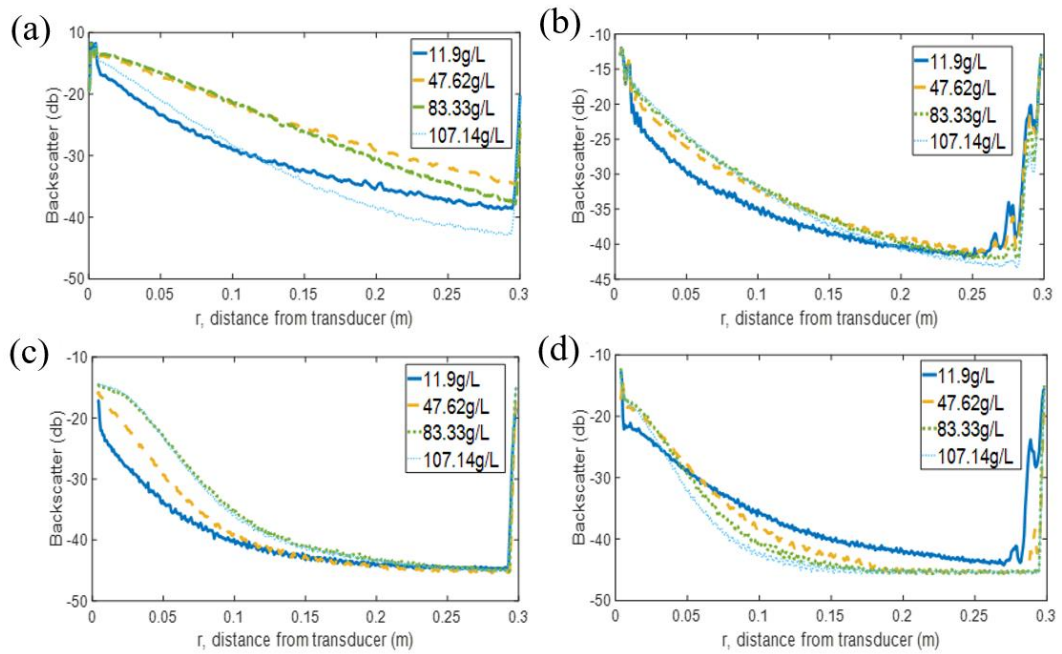 (a)
10
-20
-30
-40
-50
Backscatter (db)
11.9g/L
47.62g/L
83.33g/L
107.14g/L
0 0.05 0.1 0.15 0.2 0.25 0.3
r, distance from transducer (m)
(b)
-10
-15
-20
-25
-30
-35
-40
-45
Backscatter (db)
11.9g/L
47.62g/L
83.33g/L
107.14g/L
0 0.05 0.1 0.15 0.2 0.25 0.3
r, distance from transducer (m)
(c)
-10
-20
-30
-40
-50
Backscatter (db)
11.9g/L
47.62g/L
83.33g/L
107.14g/L
0 0.05 0.1 0.15 0.2 0.25 0.3
r, distance from transducer (m)
(d)
-10
-20
-30
-40
-50
Backscatter (db)
11.9g/L
47.62g/L
83.33g/L
107.14g/L
0 0.05 0.1 0.15 0.2 0.25 0.3
r, distance from transducer (m)